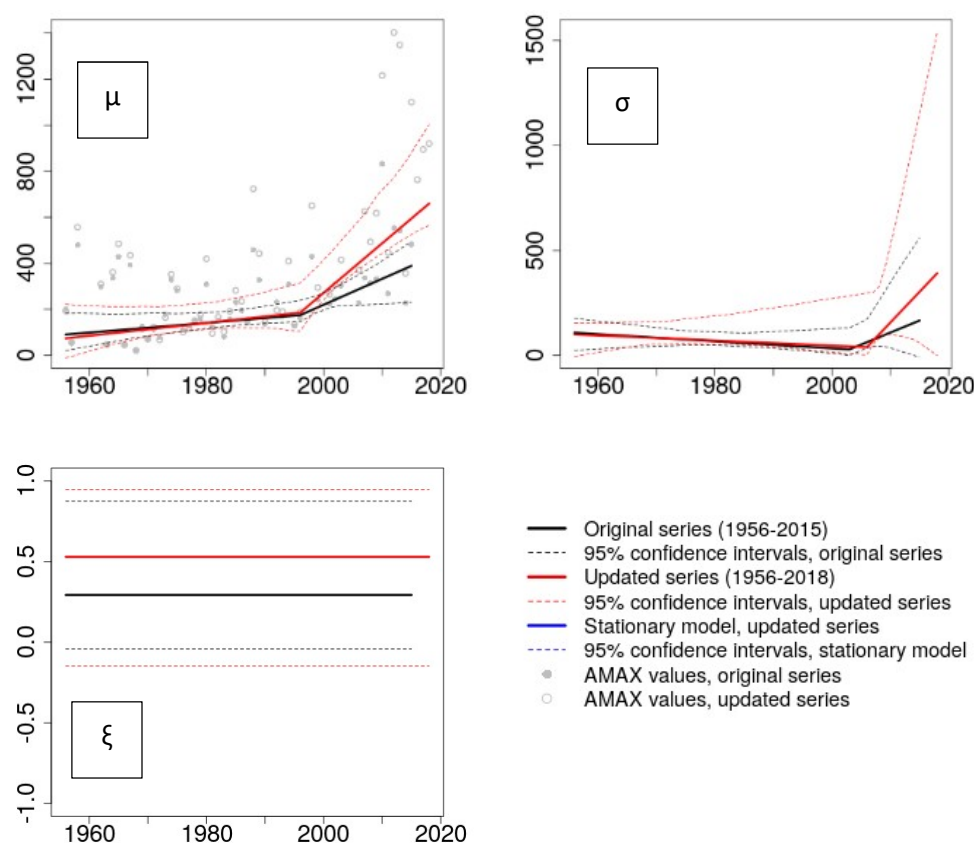 1200
800
400
0
μ
1960
1980
2000
2020
1500
1000
500
0
σ
1960
1980
2000
2020
1.0
0.5
0.0
-0.5
-1.0
ξ
1960
1980
2000
2020
Original series (1956-2015)
95% confidence intervals, original series
Updated series (1956-2018)
95% confidence intervals, updated series
Stationary model, updated series
95% confidence intervals, stationary model
AMAX values, original series
AMAX values, updated series